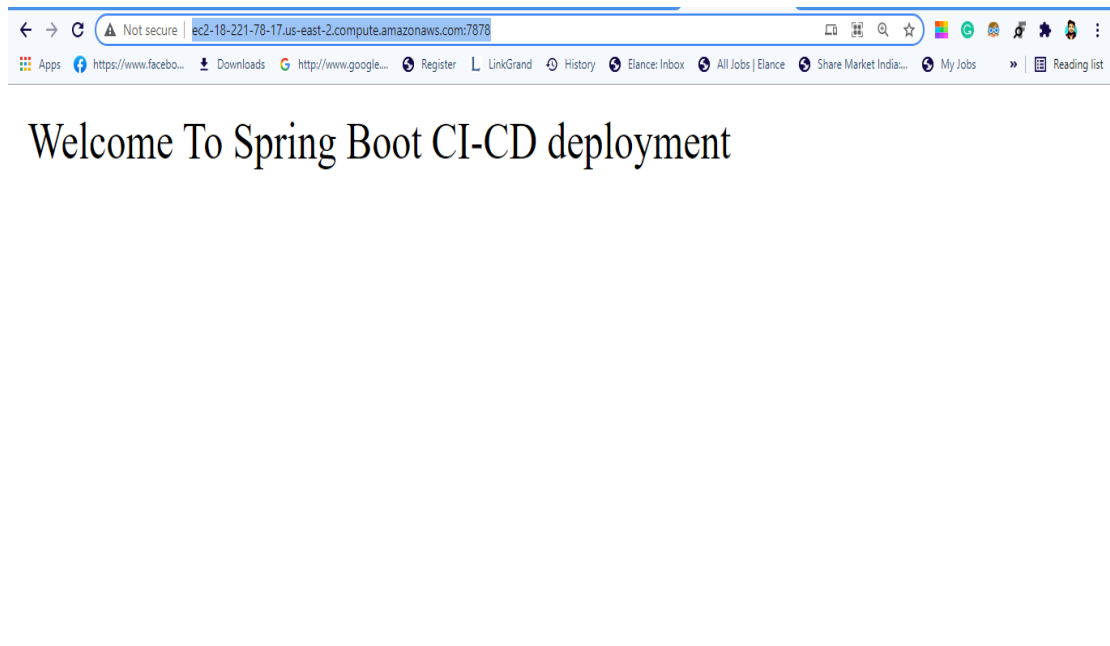 Not secure | ec2-18-221-78-17.us-east-2.compute.amazonaws.com:7878
Apps https://www.facebo... Downloads http://www.google.... Register LinkGrand History Elance: Inbox All Jobs | Elance Share Market India:... My Jobs » Reading list
Welcome To Spring Boot CI-CD deployment